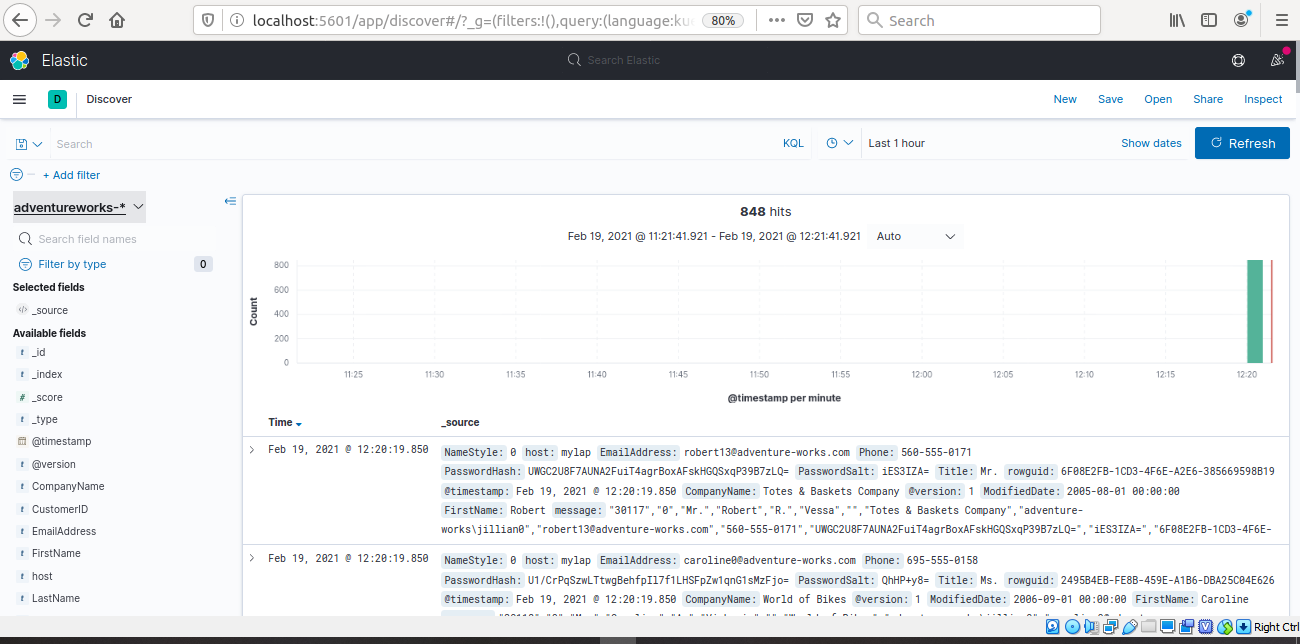 localhost:5601/app/discover#/?_g=(filters:!(),query:(language:ku
80%
Search
Elastic
Search Elastic
D
Discover
New Save Open Share Inspect
Search
KQL
Last 1 hour
Show dates
Refresh
+ Add filter
adventureworks-*
Search field names
Filter by type
0
Selected fields
_source
Available fields
t _id
t _index
# _score
t _type
@timestamp
t @version
t CompanyName
t CustomerID
t EmailAddress
t FirstName
t host
t LastName
848 hits
Feb 19, 2021 @ 11:21:41.921 - Feb 19, 2021 @ 12:21:41.921
Auto
Count
800
600
400
200
0
11:25 11:30 11:35 11:40 11:45 11:50 11:55 12:00 12:05 12:10 12:15 12:20
@timestamp per minute
Time _source
Feb 19, 2021 @ 12:20:19.850
NameStyle: 0 host: mylap EmailAddress: robert13@adventure-works.com Phone: 560-555-0171
PasswordHash: UWGC2U8F7AUNA2FuiT4agrBoxAFskHGQSxqP39B7zLQ= PasswordSalt: iES3IZA= Title: Mr. rowguid: 6F08E2FB-1CD3-4F6E-A2E6-385669598B19
@timestamp: Feb 19, 2021 @ 12:20:19.850 CompanyName: Totes & Baskets Company @version: 1 ModifiedDate: 2005-08-01 00:00:00
FirstName: Robert message: "30117","0","Mr.","Robert","R.","Vessa","","Totes & Baskets Company","adventure-
works\jillian0","robert13@adventure-works.com","560-555-0171","UWGC2U8F7AUNA2FuiT4agrBoxAFskHGQSxqP39B7zLQ=","iES3IZA=","6F08E2FB-1CD3-4F6E-
Feb 19, 2021 @ 12:20:19.850
NameStyle: 0 host: mylap EmailAddress: caroline0@adventure-works.com Phone: 695-555-0158
PasswordHash: U1/CrPqSzwLTtwgBehfpIl7f1LHSFpZw1qnG1sMzFjo= PasswordSalt: QhHP+y8= Title: Ms. rowguid: 2495B4EB-FE8B-459E-A1B6-DBA25C04E626
@timestamp: Feb 19, 2021 @ 12:20:19.850 CompanyName: World of Bikes @version: 1 ModifiedDate: 2006-09-01 00:00:00 FirstName: Caroline
Right Ctrl